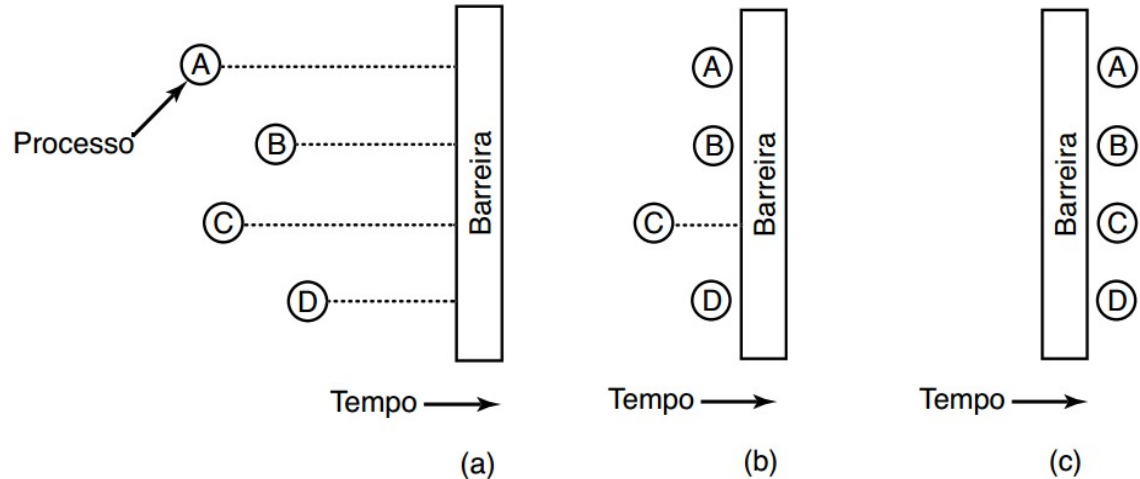 A
Processo
B
C
D
Barreira
Tempo
(a)
A
B
C
D
Barreira
Tempo
(b)
Barreira
A
B
C
D
Tempo
(c)